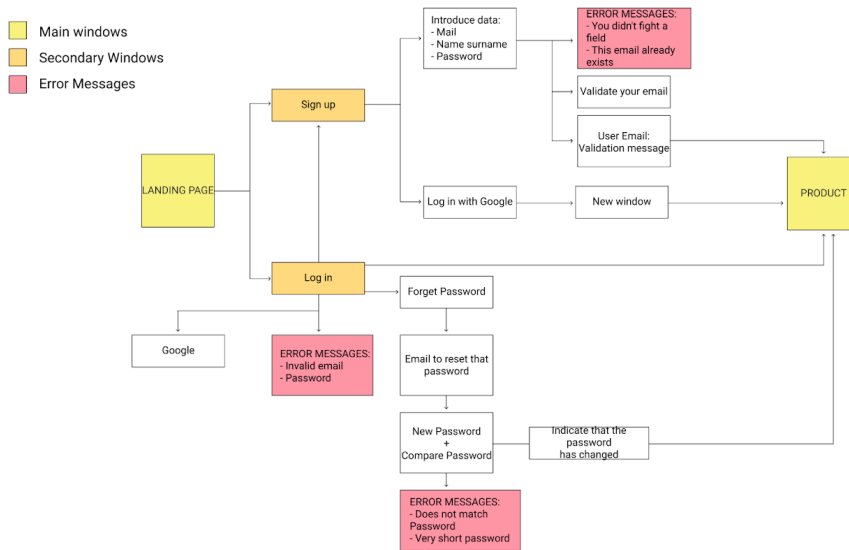 Main windows
Secondary Windows
Error Messages
LANDING PAGE
Sign up
Log in
Introduce data:
- Mail
- Name surname
- Password
ERROR MESSAGES:
- You didn't fight a
field
- This email already
exists
Validate your email
User Email:
Validation message
Log in with Google
New window
PRODUCT
Google
ERROR MESSAGES:
- Invalid email
- Password
Forget Password
Email to reset that
password
New Password
+
Compare Password
Indicate that the
password
has changed
ERROR MESSAGES:
- Does not match
Password
- Very short password